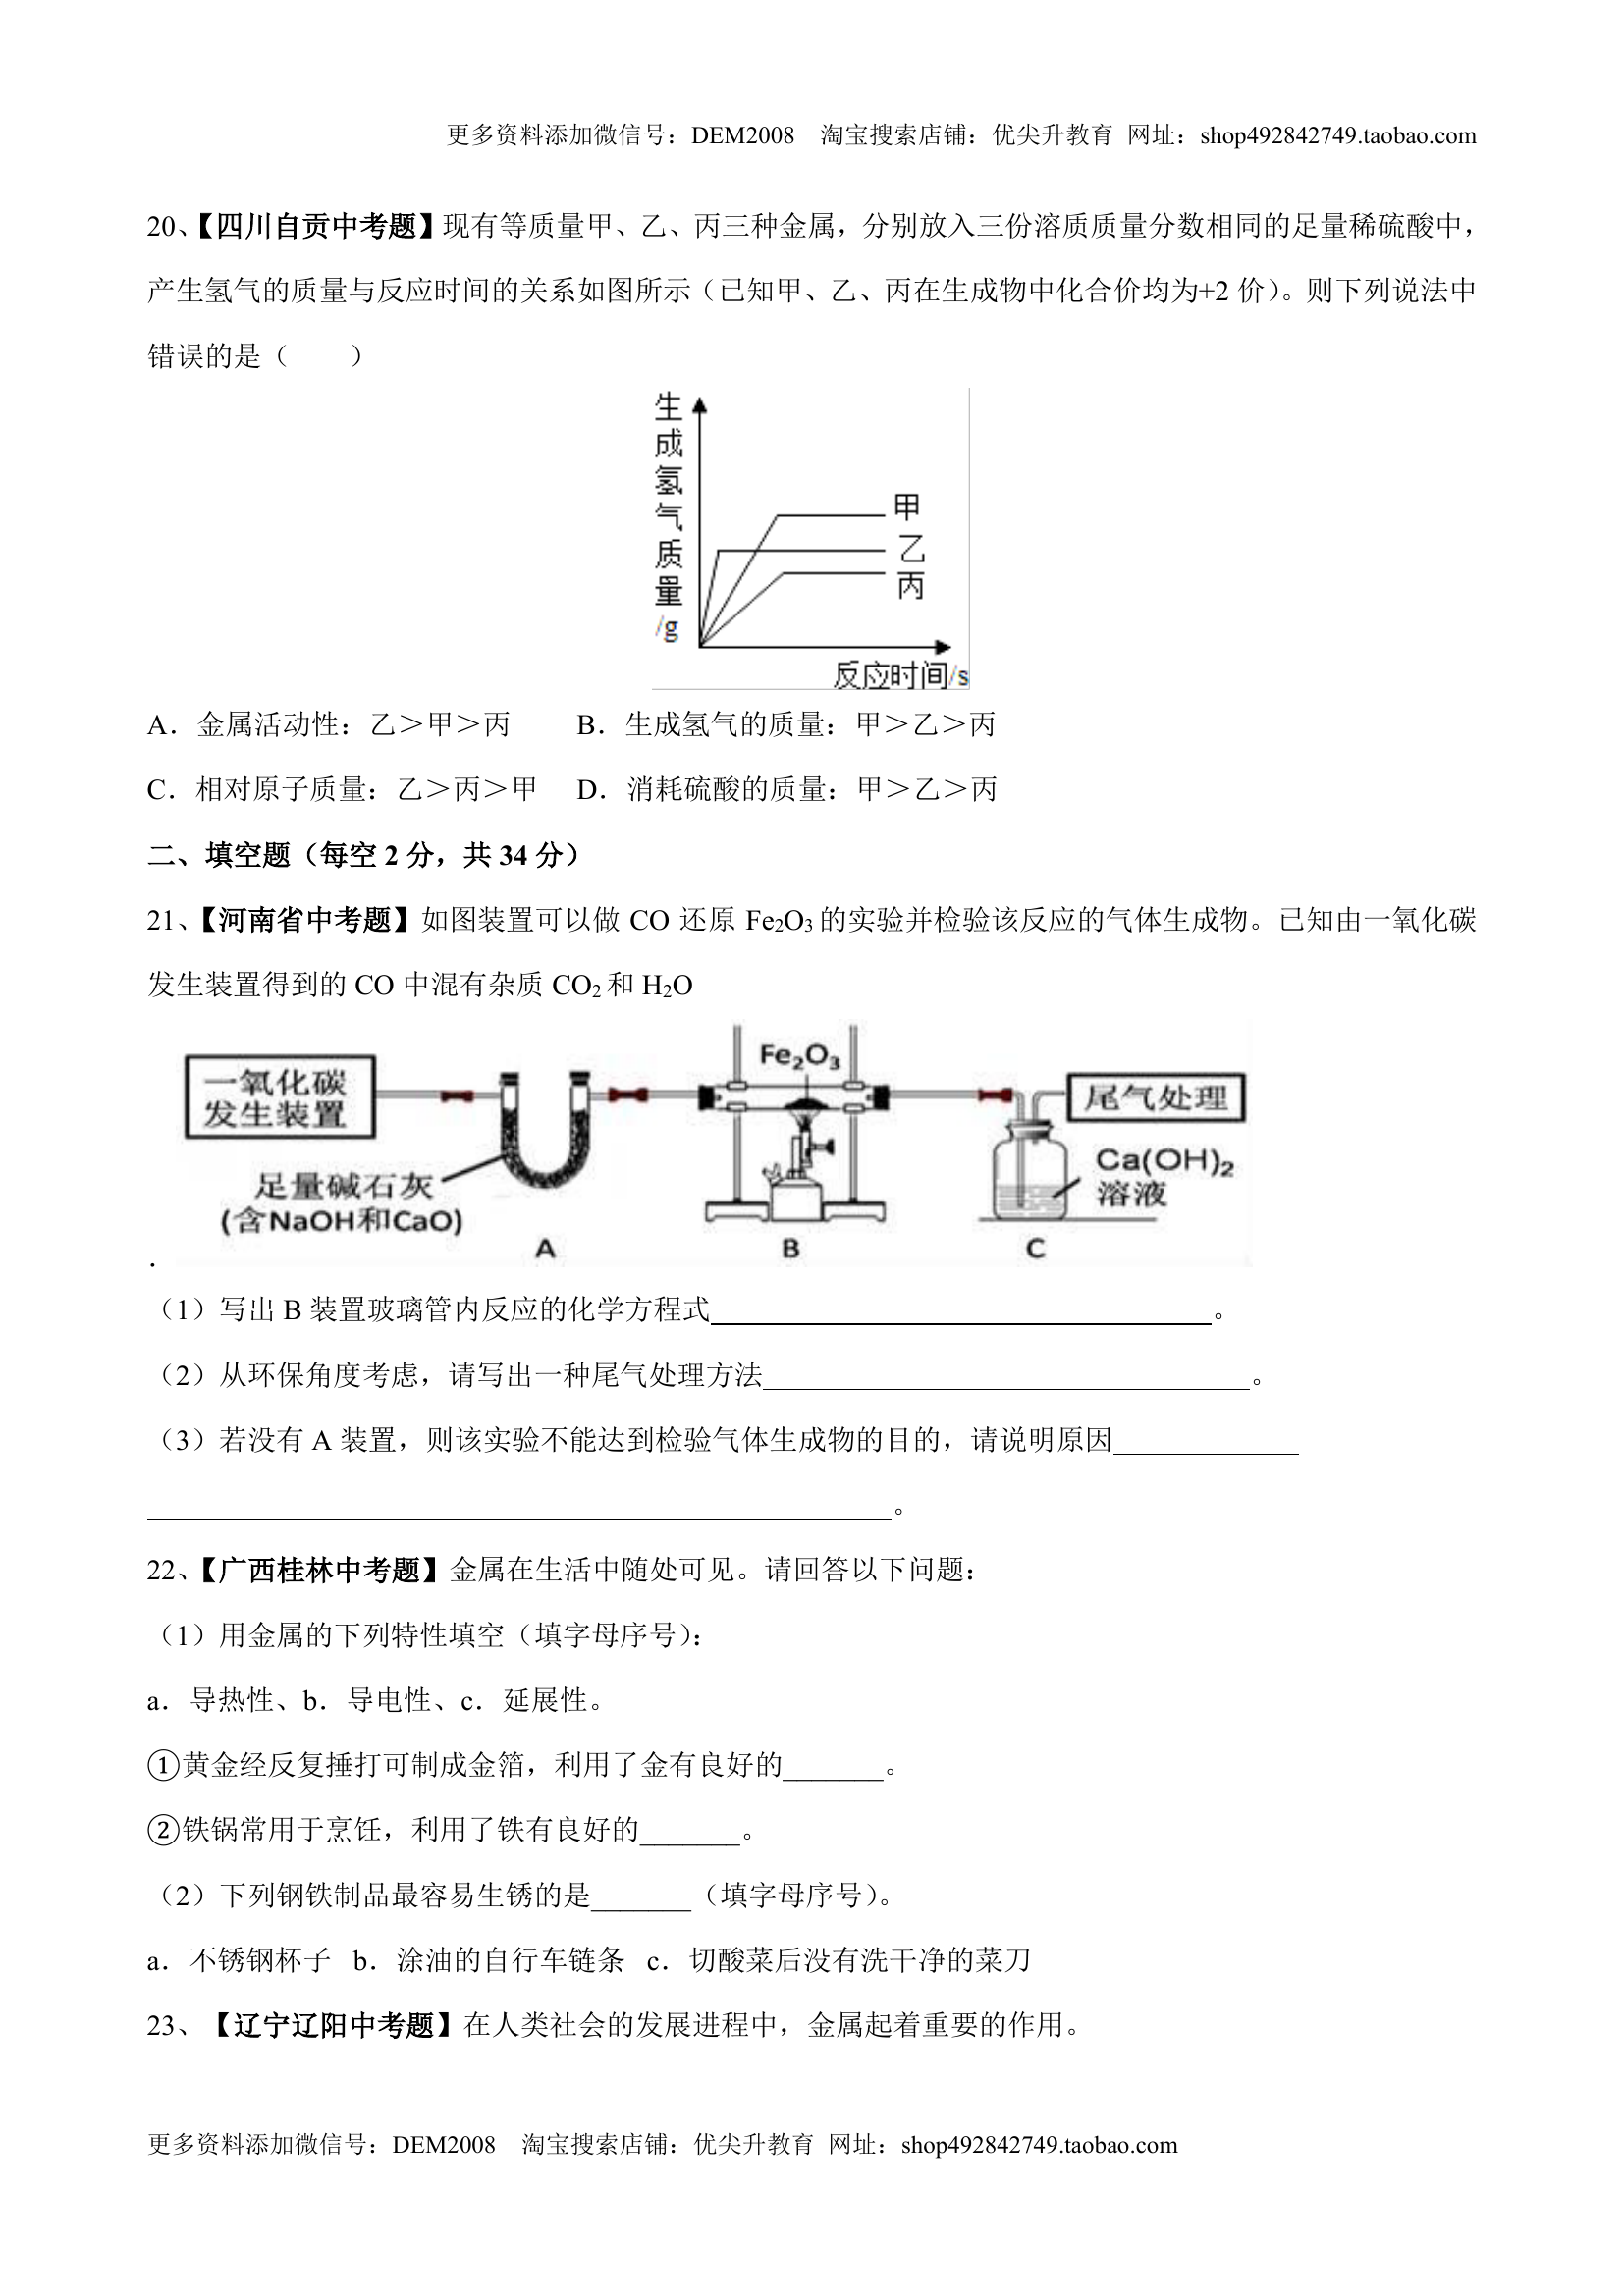 更多资料添加微信号：DEM2008 淘宝搜索店铺：优尖升教育 网址：shop492842749.taobao.com
20、【四川自贡中考题】现有等质量甲、乙、丙三种金属，分别放入三份溶质质量分数相同的足量稀硫酸中，
产生氢气的质量与反应时间的关系如图所示（已知甲、乙、丙在生成物中化合价均为+2 价）。则下列说法中
错误的是（　　）
生成氢气质量/g
甲
乙
丙
反应时间/s
A．金属活动性：乙＞甲＞丙 B．生成氢气的质量：甲＞乙＞丙
C．相对原子质量：乙＞丙＞甲 D．消耗硫酸的质量：甲＞乙＞丙
二、填空题（每空 2 分，共 34 分）
21、【河南省中考题】如图装置可以做 CO 还原 Fe₂O₃ 的实验并检验该反应的气体生成物。已知由一氧化碳
发生装置得到的 CO 中混有杂质 CO₂ 和 H₂O
一氧化碳
发生装置
Fe₂O₃
尾气处理
足量碱石灰
(含NaOH和CaO)
Ca(OH)₂
溶液
A B C
.
（1）写出 B 装置玻璃管内反应的化学方程式____________________。
（2）从环保角度考虑，请写出一种尾气处理方法____________________。
（3）若没有 A 装置，则该实验不能达到检验气体生成物的目的，请说明原因__________
____________________。
22、【广西桂林中考题】金属在生活中随处可见。请回答以下问题：
（1）用金属的下列特性填空（填字母序号）：
a．导热性、b．导电性、c．延展性。
①黄金经反复捶打可制成金箔，利用了金有良好的_______。
②铁锅常用于烹饪，利用了铁有良好的_______。
（2）下列钢铁制品最容易生锈的是_______（填字母序号）。
a．不锈钢杯子 b．涂油的自行车链条 c．切酸菜后没有洗干净的菜刀
23、【辽宁辽阳中考题】在人类社会的发展进程中，金属起着重要的作用。
更多资料添加微信号：DEM2008 淘宝搜索店铺：优尖升教育 网址：shop492842749.taobao.com